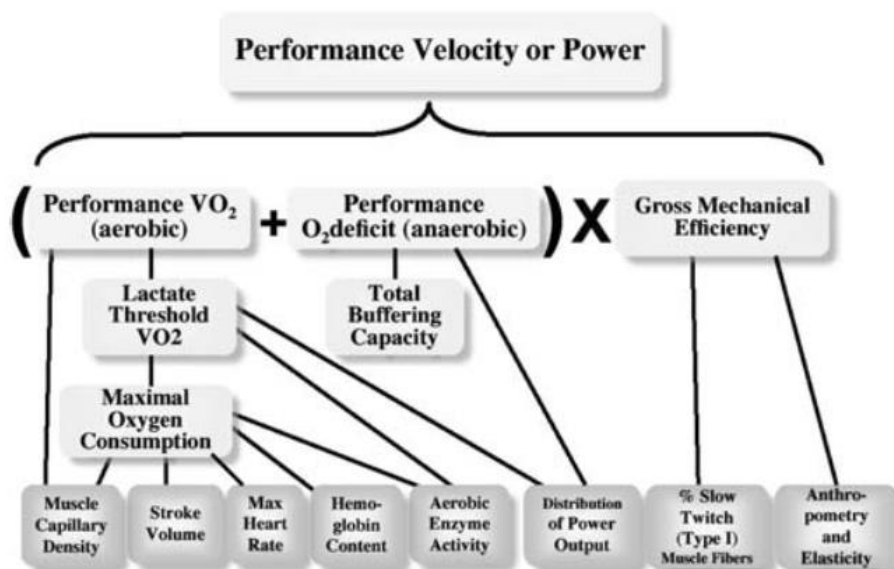 Performance Velocity or Power
(
Performance VO₂
(aerobic)
+
Performance
O₂deficit (anaerobic)
)
X
Gross Mechanical
Efficiency
Lactate
Threshold
VO2
Total
Buffering
Capacity
Maximal
Oxygen
Consumption
Muscle
Capillary
Density
Stroke
Volume
Max
Heart
Rate
Hemo-
globin
Content
Aerobic
Enzyme
Activity
Distribution
of Power
Output
% Slow
Twitch
(Type I)
Muscle Fibers
Anthro-
pometry
and
Elasticity